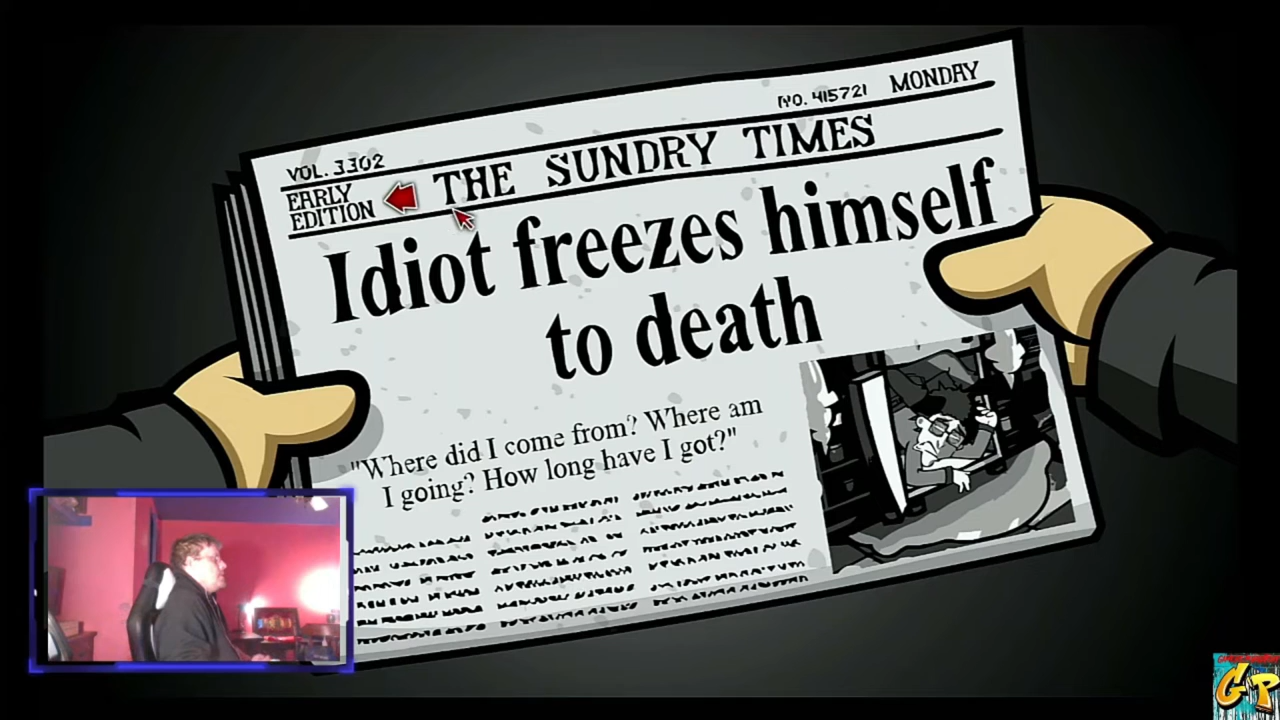 VOL. 3302
NO. 415721 MONDAY
EARLY
EDITION
THE SUNDRY TIMES
Idiot freezes himself
to death
"Where did I come from? Where am
I going? How long have I got?"
GP